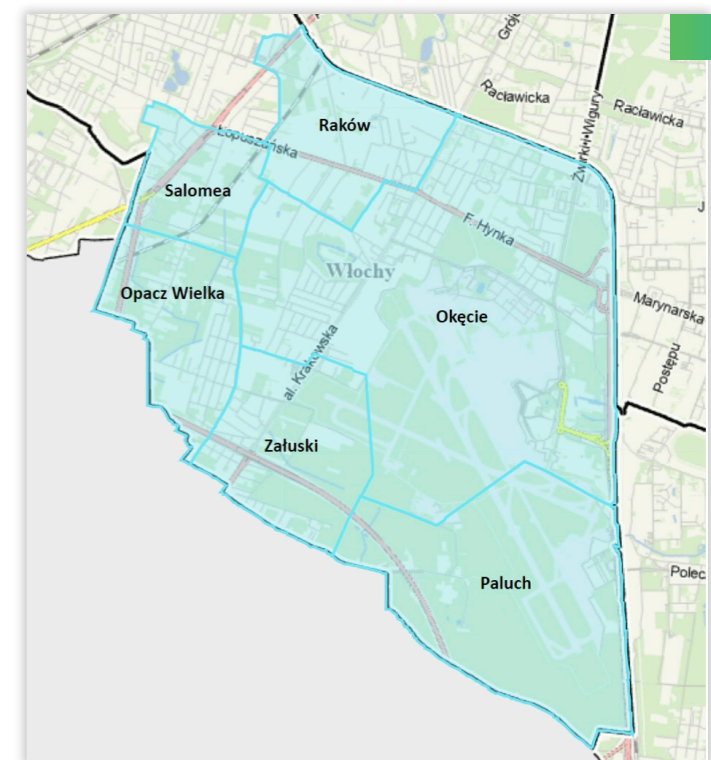 Grój
Racławicka
Racławicka
Żwirki i Wigury
Raków
Łopuszańska
Salomea
F. Hynka
J
Włochy
Opacz Wielka
Okęcie
Marynarska
al. Krakowska
Postępu
Załuski
Polec
Paluch